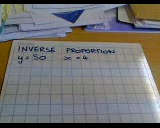 INVERSE PROPORTION
y = 50 x = 4